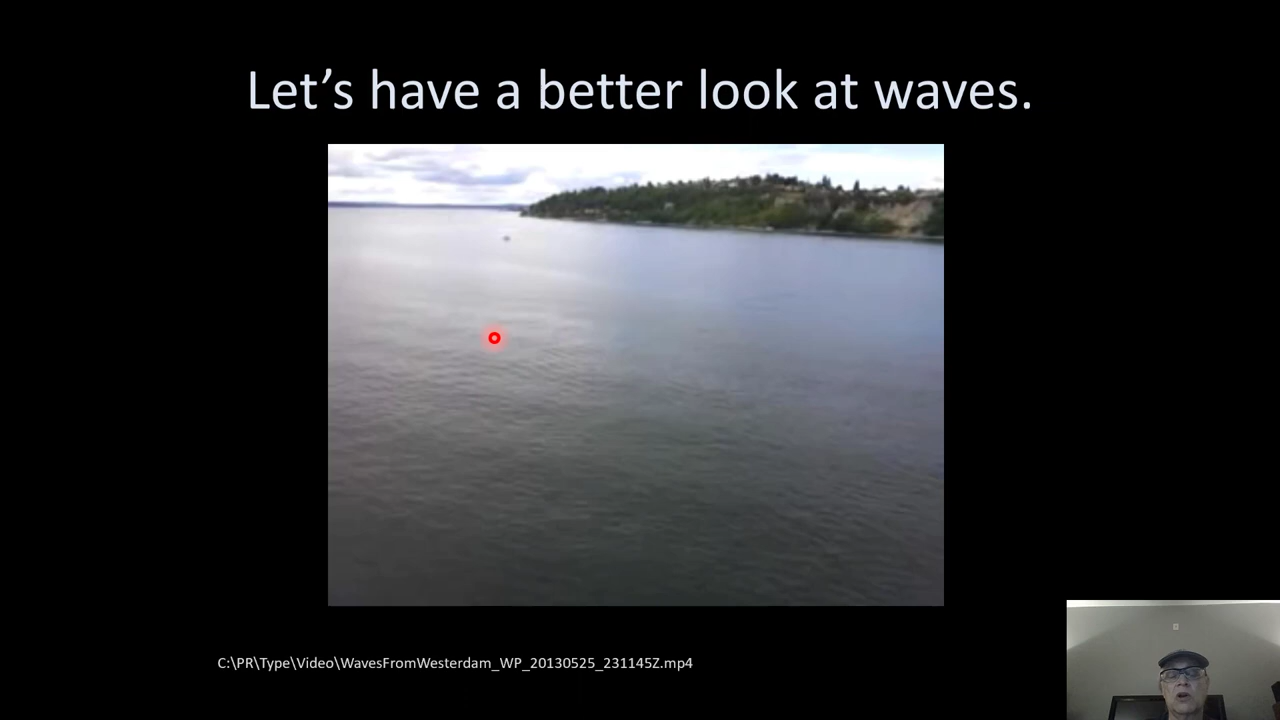 Let’s have a better look at waves.
C:\PR\Type\Video\WavesFromWesterdam_WP_20130525_231145Z.mp4